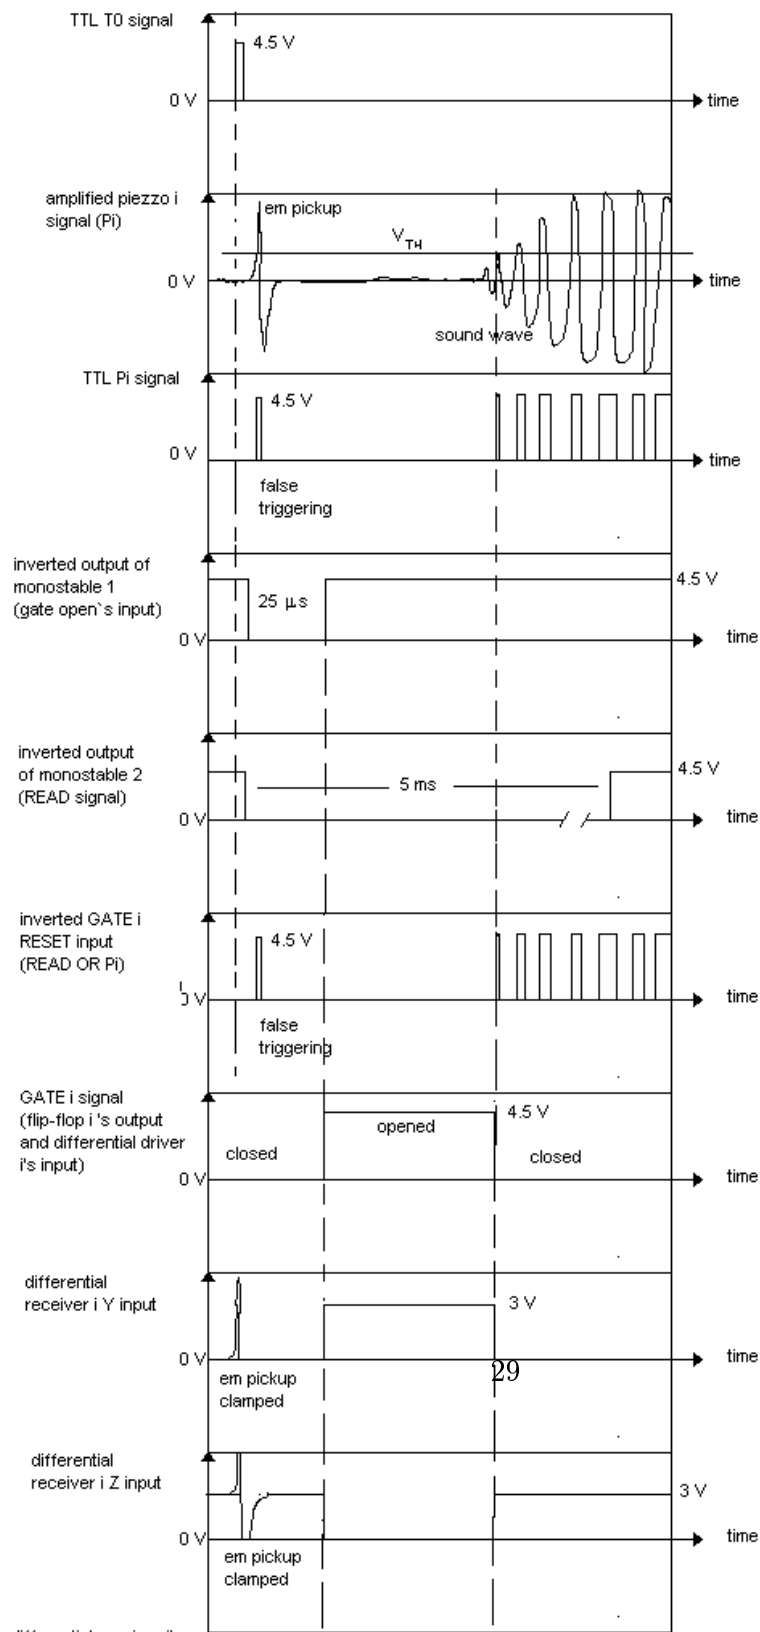 TTL T0 signal
4.5 V
0 V
time
amplified piezzo i
signal (Pi)
em pickup
V TH
0 V
time
sound wave
TTL Pi signal
4.5 V
0 V
time
false
triggering
inverted output of
monostable 1
(gate open`s input)
25 μs
4.5 V
0 V
time
inverted output
of monostable 2
(READ signal)
5 ms
4.5 V
0 V
time
inverted GATE i
RESET input
(READ OR Pi)
4.5 V
0 V
time
false
triggering
GATE i signal
(flip-flop i 's output
and differential driver
i's input)
4.5 V
opened
closed
closed
0 V
time
differential
receiver i Y input
3 V
0 V
time
29
em pickup
clamped
differential
receiver i Z input
3 V
0 V
time
em pickup
clamped